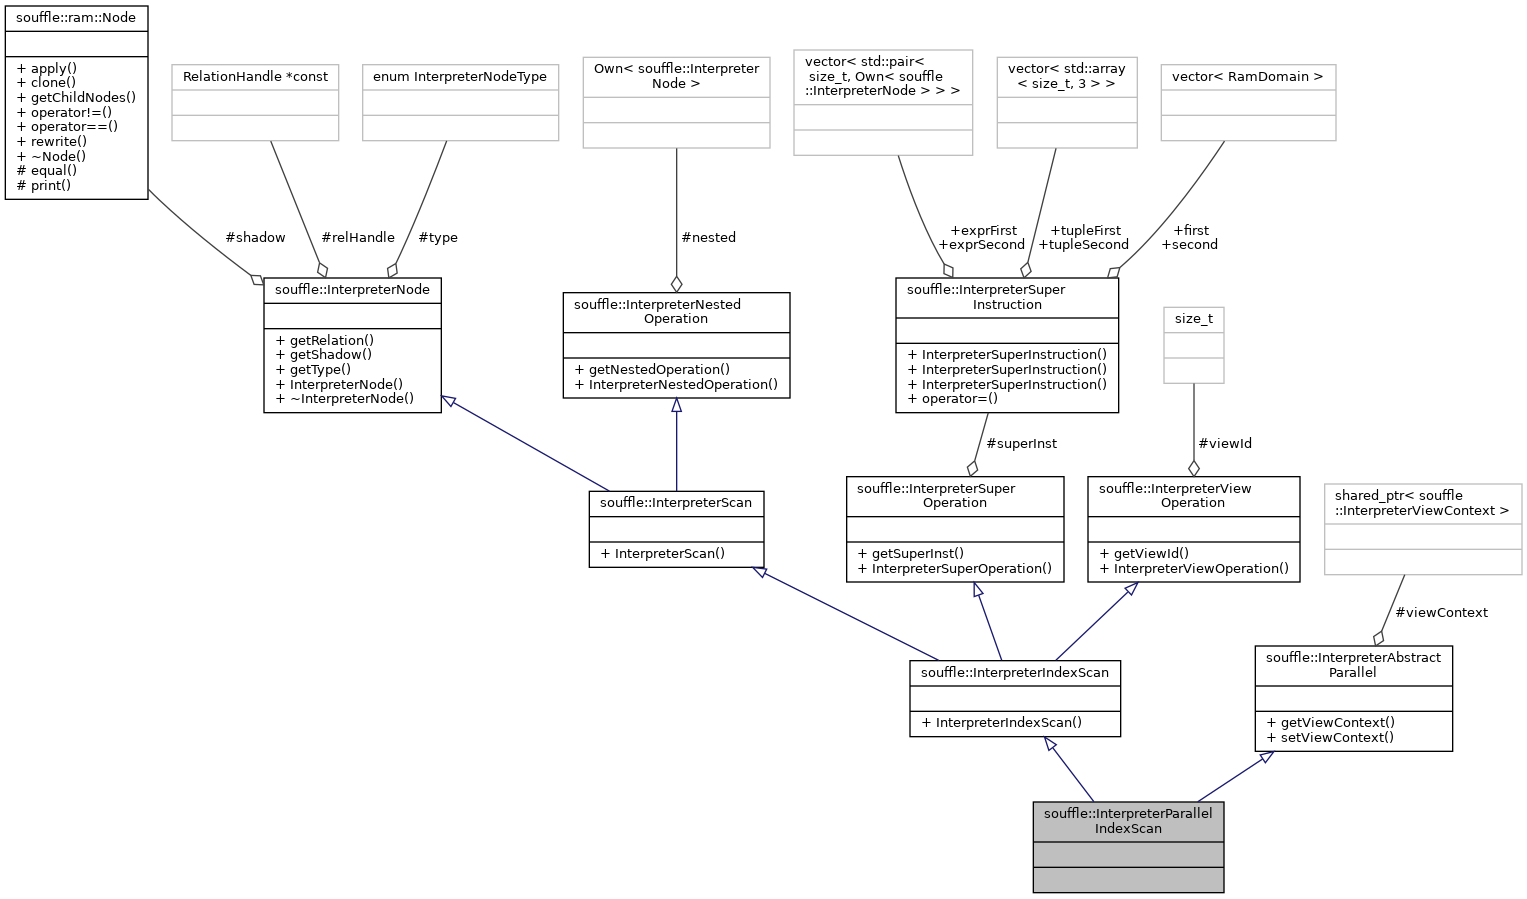 souffle::ram::Node
+ apply()
+ clone()
+ getChildNodes()
+ operator!=()
+ operator==()
+ rewrite()
+ ~Node()
# equal()
# print()
RelationHandle *const
enum InterpreterNodeType
Own< souffle::Interpreter
Node >
vector< std::pair<
size_t, Own< souffle
::InterpreterNode > > >
vector< std::array
< size_t, 3 > >
vector< RamDomain >
#shadow
#relHandle
#type
#nested
+exprFirst
+exprSecond
+tupleFirst
+tupleSecond
+first
+second
souffle::InterpreterNode
+ getRelation()
+ getShadow()
+ getType()
+ InterpreterNode()
+ ~InterpreterNode()
souffle::InterpreterNested
Operation
+ getNestedOperation()
+ InterpreterNestedOperation()
souffle::InterpreterSuper
Instruction
+ InterpreterSuperInstruction()
+ InterpreterSuperInstruction()
+ InterpreterSuperInstruction()
+ operator=()
size_t
#superInst
#viewId
souffle::InterpreterScan
+ InterpreterScan()
souffle::InterpreterSuper
Operation
+ getSuperInst()
+ InterpreterSuperOperation()
souffle::InterpreterView
Operation
+ getViewId()
+ InterpreterViewOperation()
shared_ptr< souffle
::InterpreterViewContext >
#viewContext
souffle::InterpreterIndexScan
+ InterpreterIndexScan()
souffle::InterpreterAbstract
Parallel
+ getViewContext()
+ setViewContext()
souffle::InterpreterParallel
IndexScan